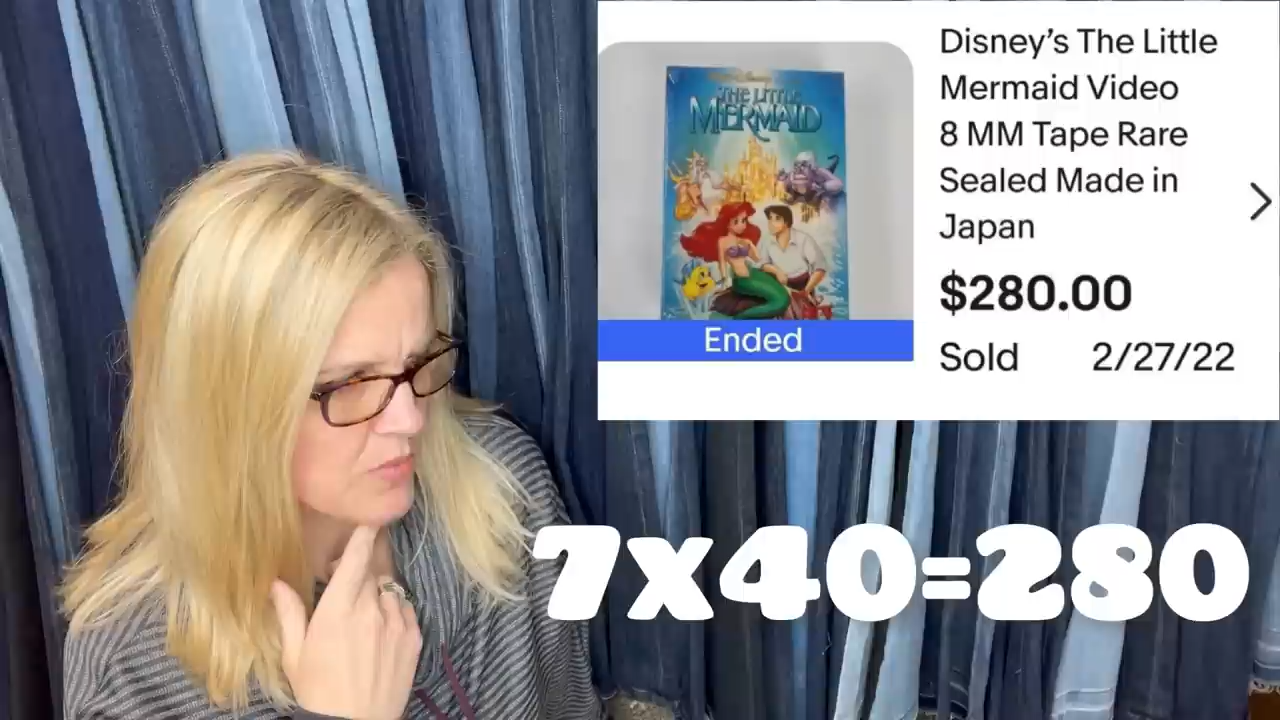 Disney's The Little
Mermaid Video
8 MM Tape Rare
Sealed Made in
Japan
$280.00
Sold 2/27/22
THE LITTLE
MERMAID
Ended
7x40=280